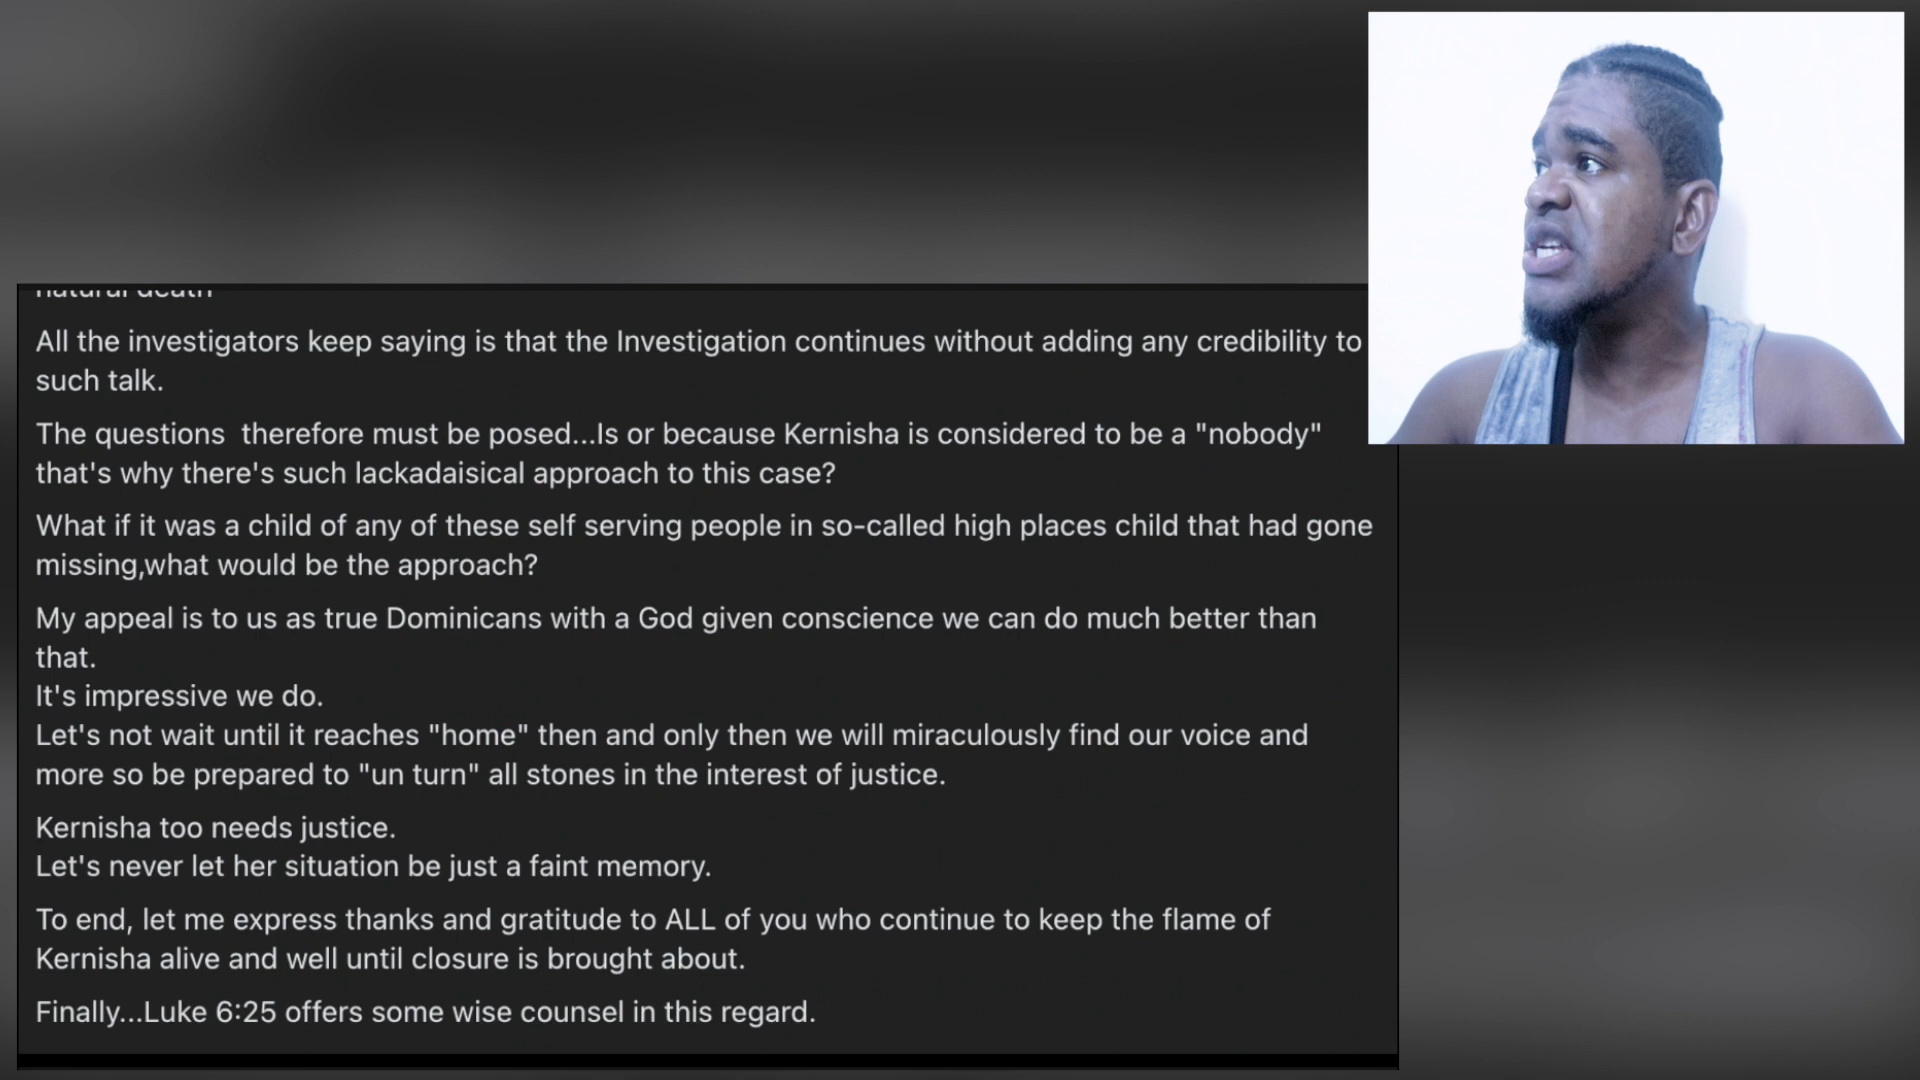 natural death
All the investigators keep saying is that the Investigation continues without adding any credibility to
such talk.
The questions  therefore must be posed...Is or because Kernisha is considered to be a "nobody"
that's why there's such lackadaisical approach to this case?
What if it was a child of any of these self serving people in so-called high places child that had gone
missing,what would be the approach?
My appeal is to us as true Dominicans with a God given conscience we can do much better than
that.
It's impressive we do.
Let's not wait until it reaches "home" then and only then we will miraculously find our voice and
more so be prepared to "un turn" all stones in the interest of justice.
Kernisha too needs justice.
Let's never let her situation be just a faint memory.
To end, let me express thanks and gratitude to ALL of you who continue to keep the flame of
Kernisha alive and well until closure is brought about.
Finally...Luke 6:25 offers some wise counsel in this regard.